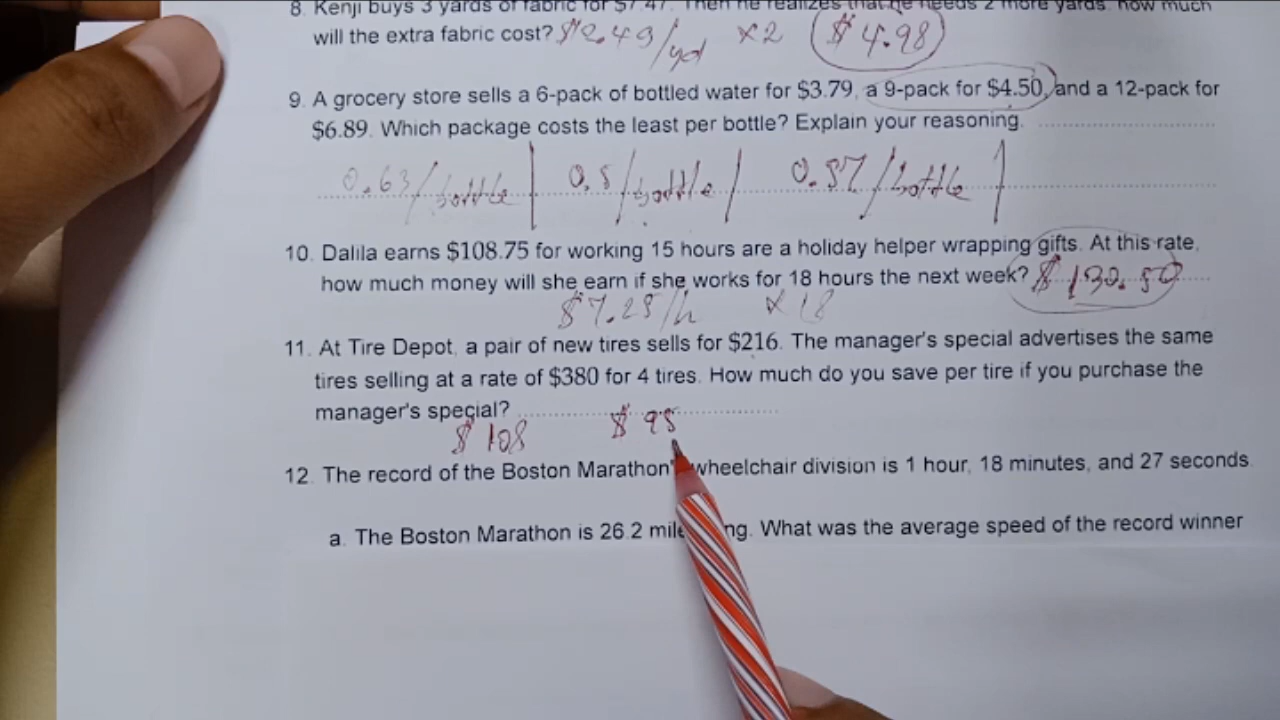 8. Kenji buys 3 yards of fabric for $7.47. Then he realizes that he needs 2 more yards. how much
will the extra fabric cost? $2.49/yd ×2 $4.98
9. A grocery store sells a 6-pack of bottled water for $3.79, a 9-pack for $4.50, and a 12-pack for
$6.89. Which package costs the least per bottle? Explain your reasoning.
0.63/bottle | 0.5/bottle | 0.57/bottle
10. Dalila earns $108.75 for working 15 hours are a holiday helper wrapping gifts. At this rate,
how much money will she earn if she works for 18 hours the next week? $130.50
$7.25/h ×18
11. At Tire Depot, a pair of new tires sells for $216. The manager's special advertises the same
tires selling at a rate of $380 for 4 tires. How much do you save per tire if you purchase the
manager's special?
$108 $95
12. The record of the Boston Marathon wheelchair division is 1 hour, 18 minutes, and 27 seconds.
a. The Boston Marathon is 26.2 What was the average speed of the record winner